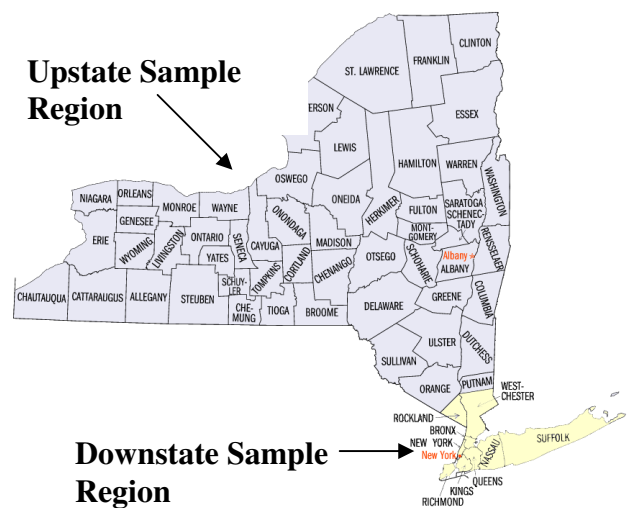 Upstate Sample
Region
CLINTON
FRANKLIN
ST. LAWRENCE
ERSON
ESSEX
LEWIS
HAMILTON
WARREN
WASHINGTON
OSWEGO
ONEIDA
HERKIMER
NIAGARA
ORLEANS
MONROE
WAYNE
FULTON
SARATOGA
SCHENEC-
TADY
GENESEE
ONONDAGA
MONT-
GOMERY
RENSSELAER
ERIE
WYOMING
LIVINGSTON
ONTARIO
SENECA
CAYUGA
MADISON
YATES
CORTLAND
CHENANGO
OTSEGO
SCHOHARIE
Albany
ALBANY
TOMPKINS
SCHUY-
LER
CHAUTAUQUA
CATTARAUGUS
ALLEGANY
STEUBEN
CHE-
MUNG
TIOGA
BROOME
DELAWARE
GREENE
COLUMBIA
ULSTER
DUTCHESS
SULLIVAN
ORANGE
PUTNAM
WEST-
CHESTER
ROCKLAND
BRONX
NEW YORK
New York
SUFFOLK
NASSAU
QUEENS
KINGS
RICHMOND
Downstate Sample
Region